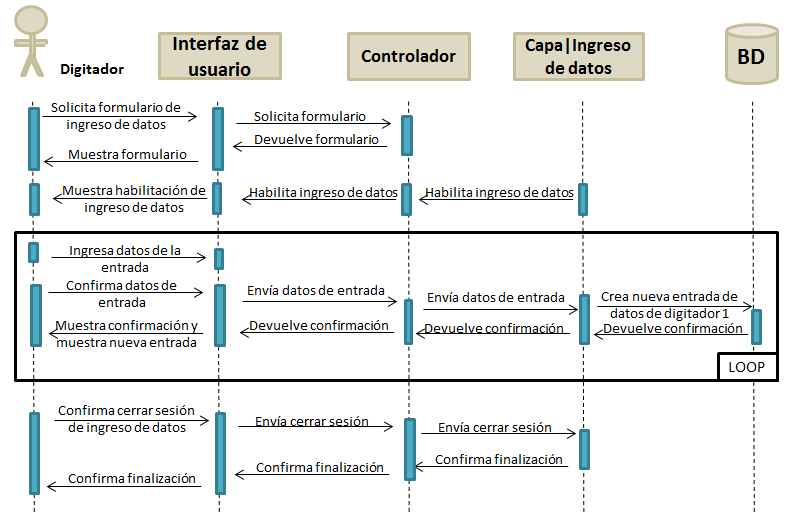 Digitador
Interfaz de
usuario
Controlador
Capa|Ingreso
de datos
BD
Solicita formulario de
ingreso de datos
Solicita formulario
Devuelve formulario
Muestra formulario
Muestra habilitación de
ingreso de datos
Habilita ingreso de datos
Habilita ingreso de datos
Ingresa datos de la
entrada
Confirma datos de
entrada
Envía datos de entrada
Envía datos de entrada
Crea nueva entrada de
datos de digitador 1
Muestra confirmación y
muestra nueva entrada
Devuelve confirmación
Devuelve confirmación
Devuelve confirmación
LOOP
Confirma cerrar sesión
de ingreso de datos
Envía cerrar sesión
Envía cerrar sesión
Confirma finalización
Confirma finalización
Confirma finalización